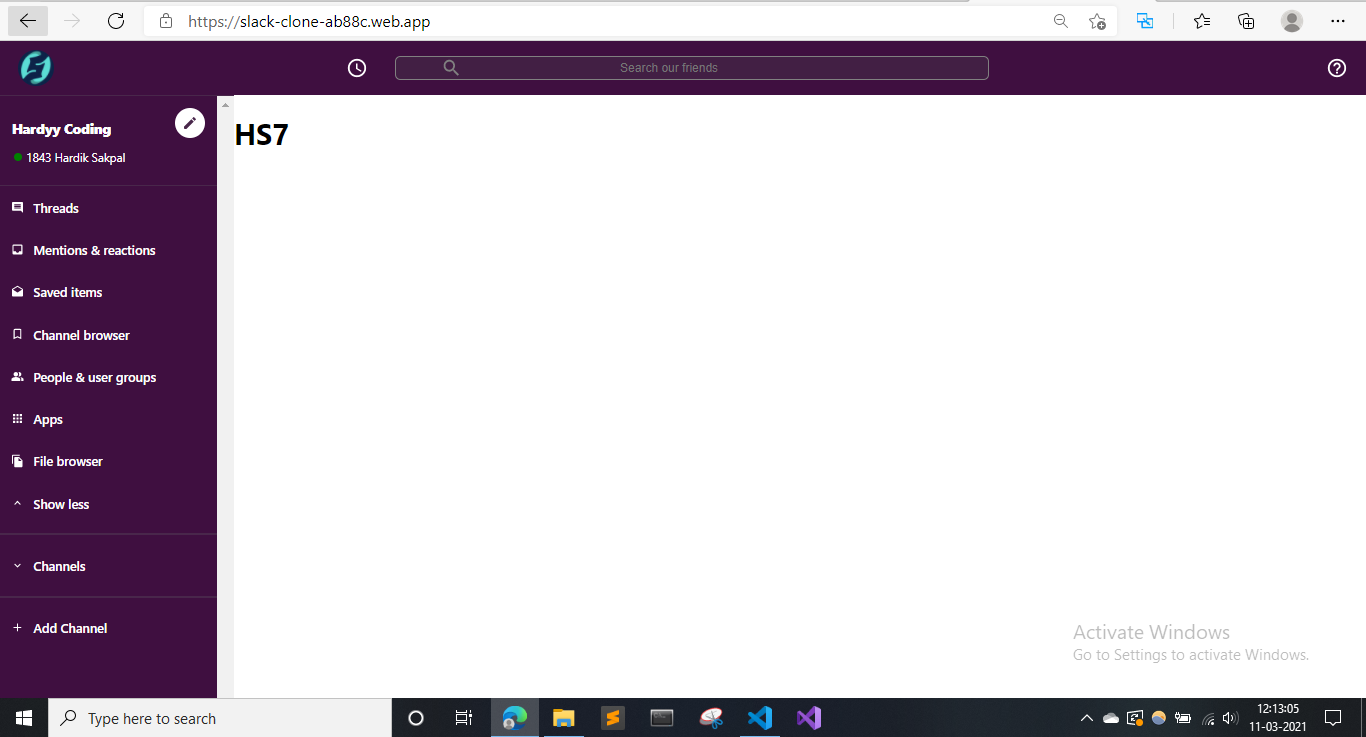 https://slack-clone-ab88c.web.app
Search our friends
Hardyy Coding
1843 Hardik Sakpal
HS7
Threads
Mentions & reactions
Saved items
Channel browser
People & user groups
Apps
File browser
Show less
Channels
Add Channel
Activate Windows
Go to Settings to activate Windows.
Type here to search
12:13:05
11-03-2021